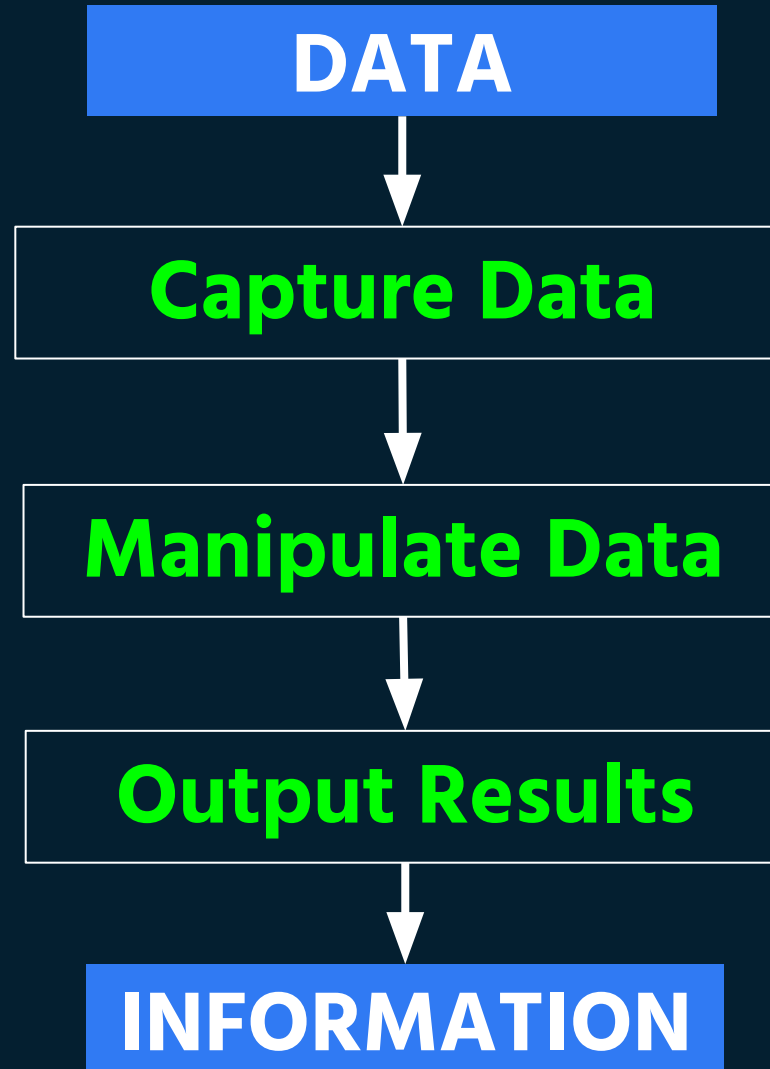 DATA
Capture Data
Manipulate Data
Output Results
INFORMATION